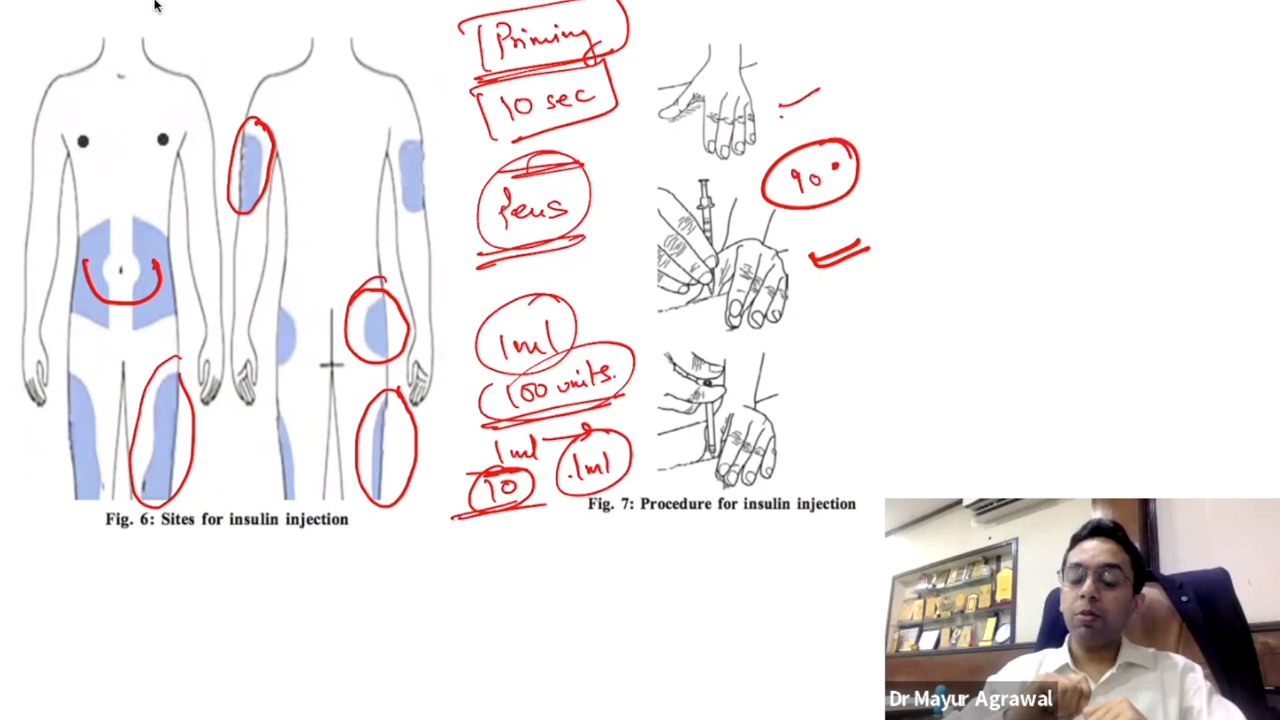 Priming
10 sec
Pens
1ml
100 units.
1ml
10
.1ml
90°
Fig. 6: Sites for insulin injection
Fig. 7: Procedure for insulin injection
Dr Mayur Agrawal